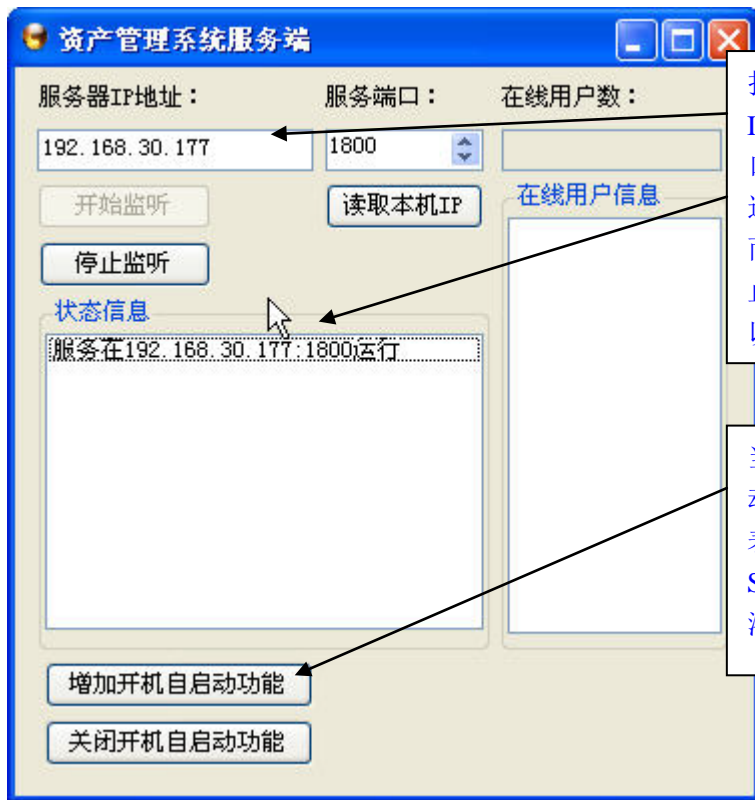 资产管理系统服务端
服务器IP地址： 服务端口： 在线用户数：
192.168.30.177 1800
开始监听 读取本机IP 在线用户信息
停止监听
状态信息
服务在192.168.30.177:1800运行
增加开机自启动功能
关闭开机自启动功能